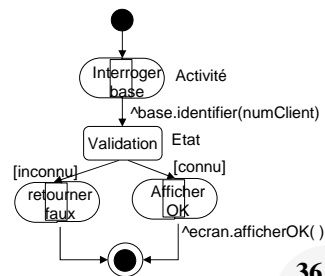 Interroger
base
Activité
^base.identifier(numClient)
Validation
Etat
[inconnu]
[connu]
retourner
faux
Afficher
OK
^ecran.afficherOK( )
36